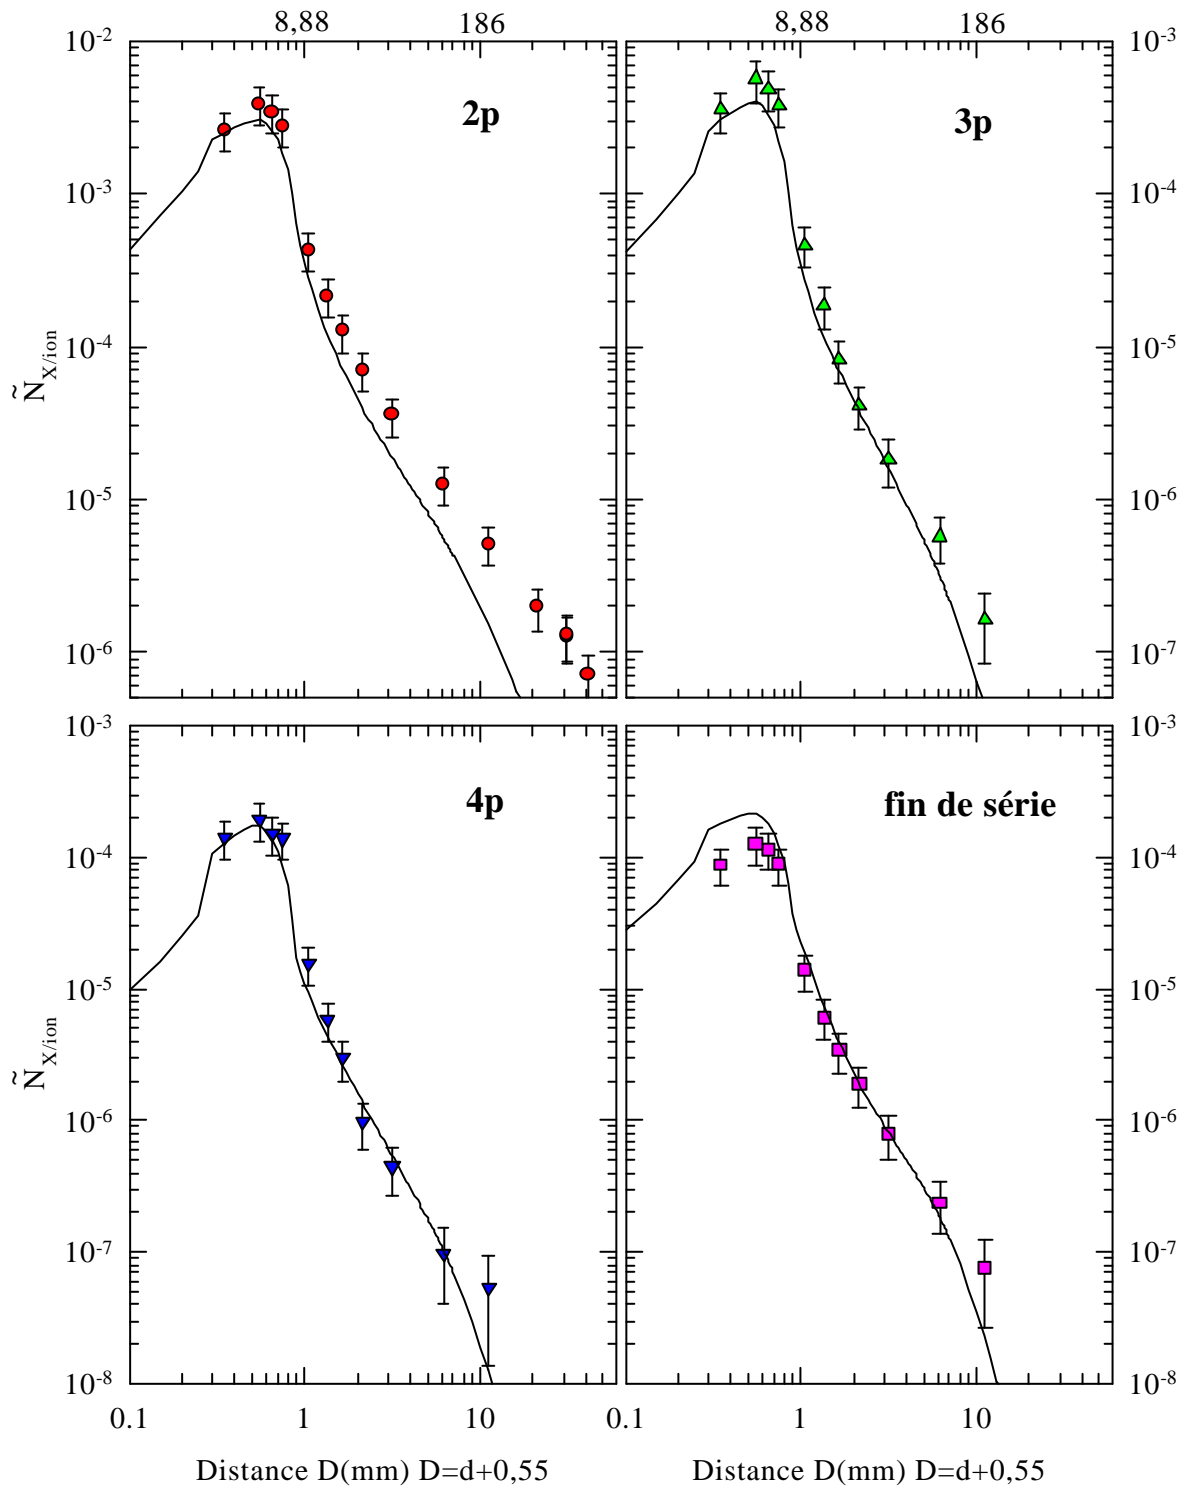 8,88 186 8,88 186
10-2 10-3
2p 3p
10-3 10-4
ÑX/ion
10-4 10-5
10-5 10-6
10-6 10-7
10-3 10-3
4p fin de série
10-4 10-4
10-5 10-5
ÑX/ion
10-6 10-6
10-7 10-7
10-8 10-8
0.1 1 10 0.1 1 10
Distance D(mm) D=d+0,55 Distance D(mm) D=d+0,55